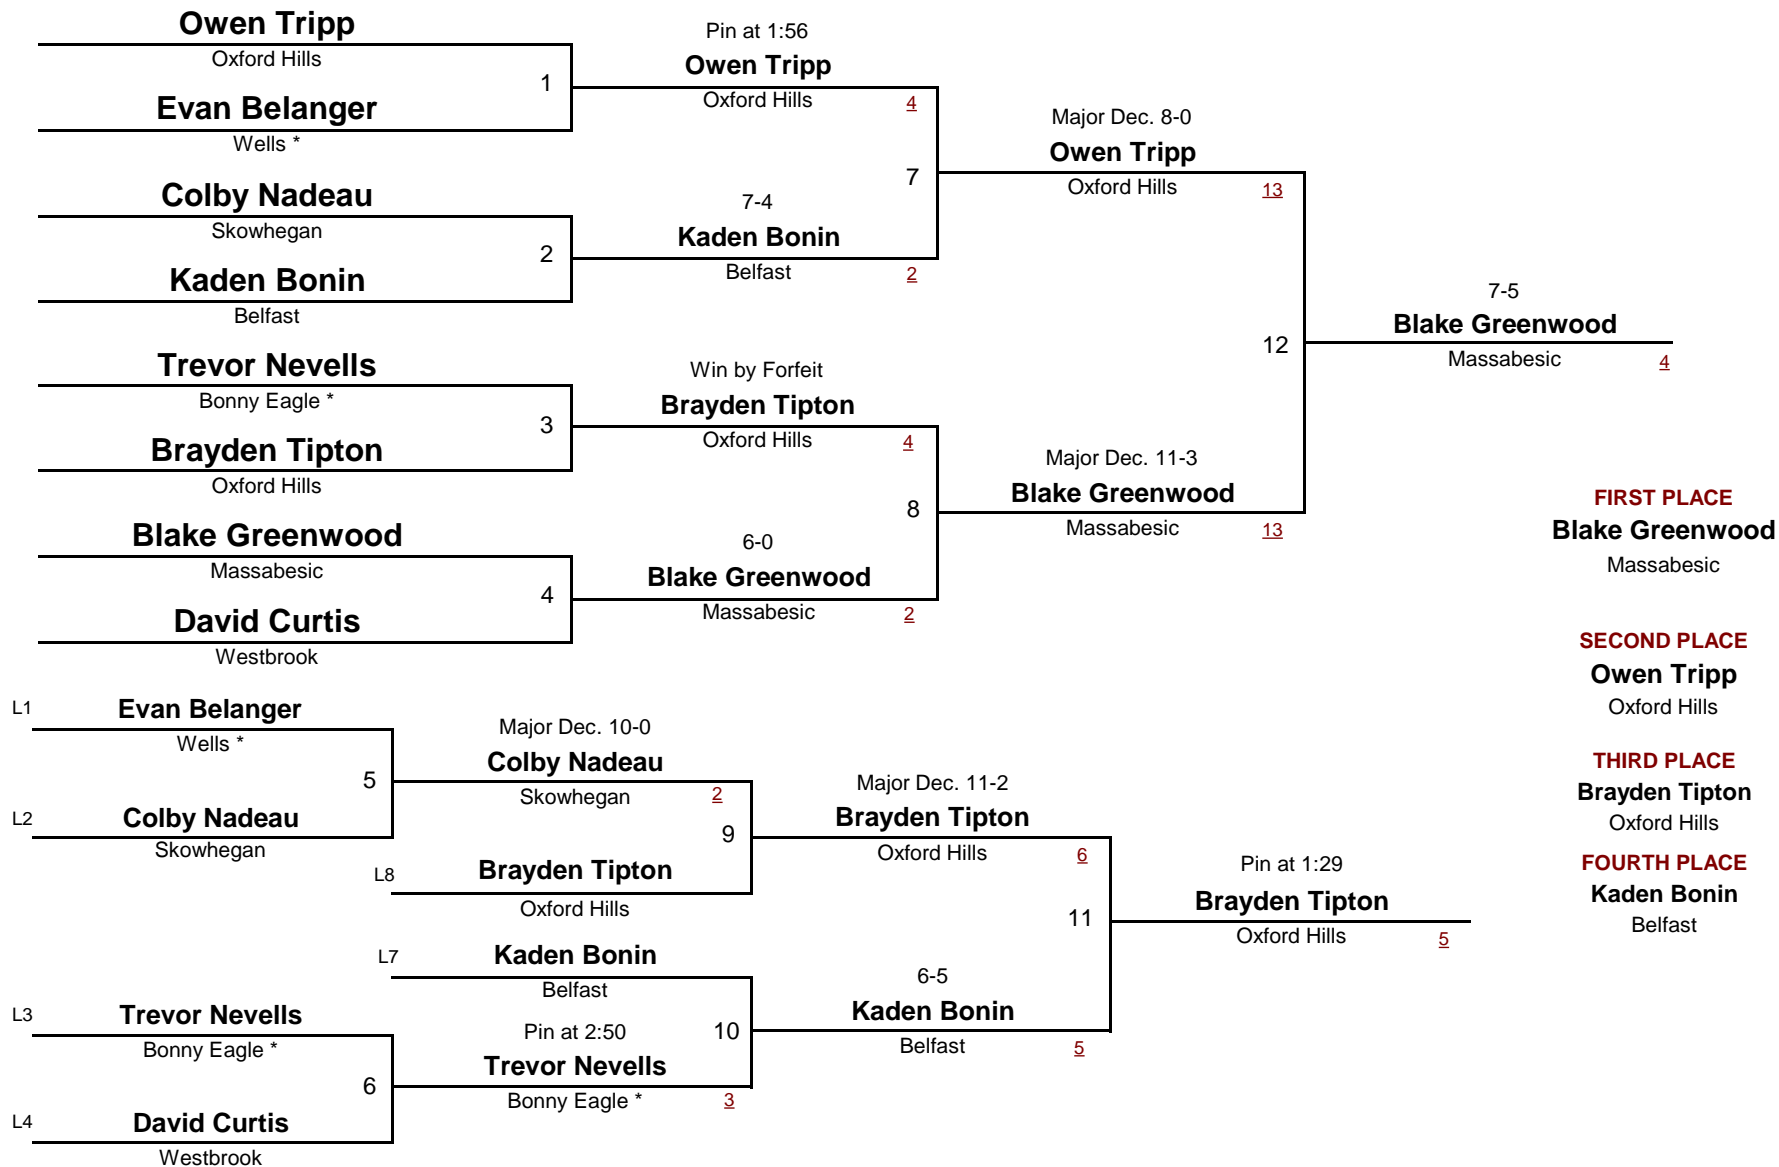 Owen Tripp
Oxford Hills
1
Evan Belanger
Wells *
Colby Nadeau
Skowhegan
2
Kaden Bonin
Belfast
Trevor Nevells
Bonny Eagle *
3
Brayden Tipton
Oxford Hills
Blake Greenwood
Massabesic
4
David Curtis
Westbrook
Pin at 1:56
Owen Tripp
Oxford Hills 4
7
7-4
Kaden Bonin
Belfast 2
Win by Forfeit
Brayden Tipton
Oxford Hills 4
8
6-0
Blake Greenwood
Massabesic 2
Major Dec. 8-0
Owen Tripp
Oxford Hills 13
12
Major Dec. 11-3
Blake Greenwood
Massabesic 13
7-5
Blake Greenwood
Massabesic 4
FIRST PLACE
Blake Greenwood
Massabesic
SECOND PLACE
Owen Tripp
Oxford Hills
THIRD PLACE
Brayden Tipton
Oxford Hills
FOURTH PLACE
Kaden Bonin
Belfast
L1 Evan Belanger
Wells *
5
L2 Colby Nadeau
Skowhegan
L3 Trevor Nevells
Bonny Eagle *
6
L4 David Curtis
Westbrook
Major Dec. 10-0
Colby Nadeau
Skowhegan 2
9
L8 Brayden Tipton
Oxford Hills
L7 Kaden Bonin
Belfast
Pin at 2:50 10
Trevor Nevells
Bonny Eagle * 3
Major Dec. 11-2
Brayden Tipton
Oxford Hills 6
11
6-5
Kaden Bonin
Belfast 5
Pin at 1:29
Brayden Tipton
Oxford Hills 5